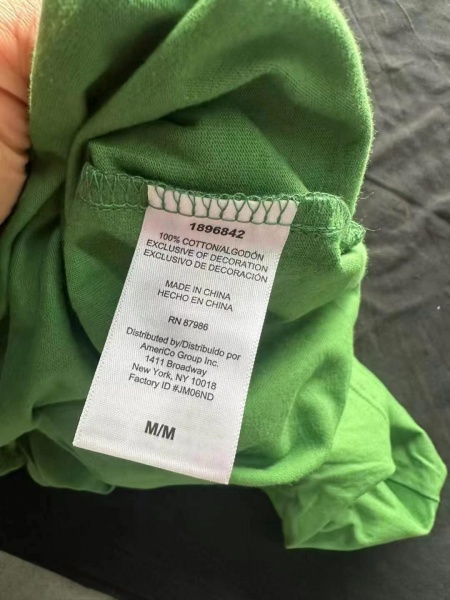 1896842
100% COTTON/ALGODÓN
EXCLUSIVE OF DECORATION
EXCLUSIVO DE DECORACIÓN
MADE IN CHINA
HECHO EN CHINA
RN 87986
Distributed by/Distribuido por
AmeriCo Group Inc.
1411 Broadway
New York, NY 10018
Factory ID #JM06ND
M/M